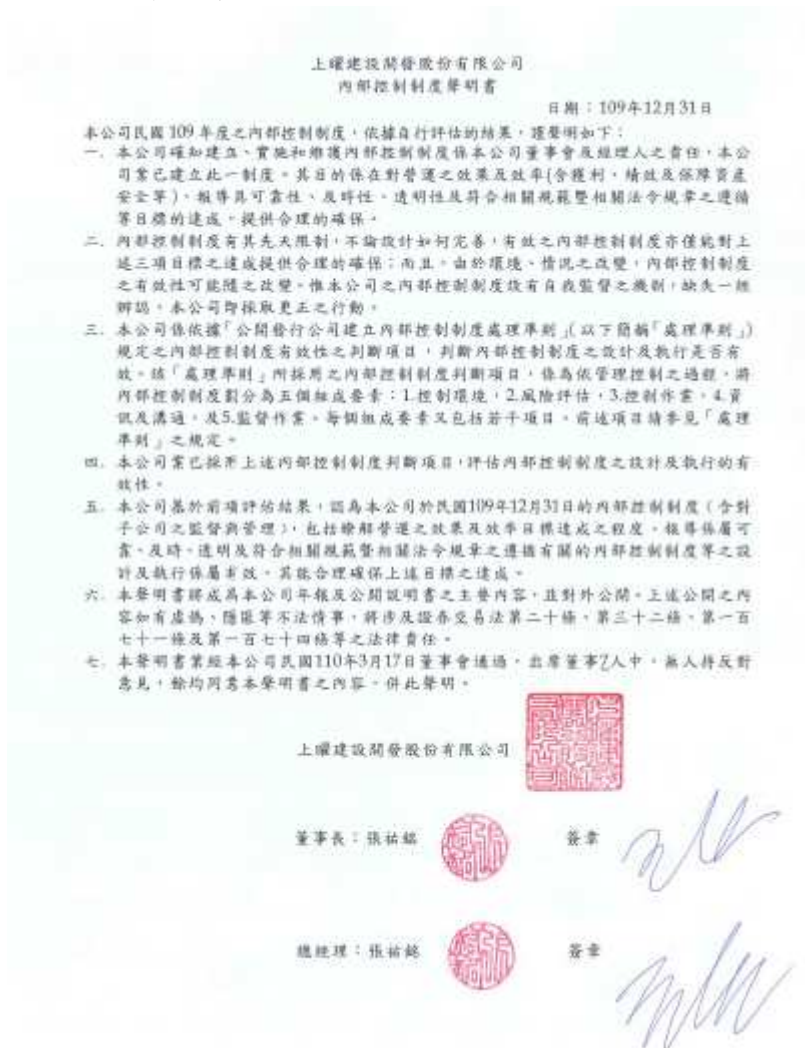 上曜建設開發股份有限公司
內部控制制度聲明書
日期：109年12月31日
本公司民國 109 年度之內部控制制度，依據自行評估的結果，謹聲明如下：
一、本公司確知建立、實施和維護內部控制制度係本公司董事會及經理人之責任，本公
司業已建立此一制度。其目的係在對營運之效果及效率(含獲利、績效及保障資產
安全等)、報導具可靠性、及時性、透明性及符合相關規範暨相關法令規章之遵循
等目標的達成，提供合理的確保。
二、內部控制制度有其先天限制，不論設計如何完善，有效之內部控制制度亦僅能對上
述三項目標之達成提供合理的確保；而且，由於環境、情況之改變，內部控制制度
之有效性可能隨之改變。惟本公司之內部控制制度設有自我監督之機制，缺失一經
辨認，本公司即採取更正之行動。
三、本公司係依據「公開發行公司建立內部控制制度處理準則」(以下簡稱「處理準則」)
規定之內部控制制度有效性之判斷項目，判斷內部控制制度之設計及執行是否有
效。該「處理準則」所採用之內部控制制度判斷項目，係為依管理控制之過程，將
內部控制制度劃分為五個組成要素：1.控制環境，2.風險評估，3.控制作業，4.資
訊及溝通，及5.監督作業。每個組成要素又包括若干項目。前述項目請參見「處理
準則」之規定。
四、本公司業已採用上述內部控制制度判斷項目，評估內部控制制度之設計及執行的有
效性。
五、本公司基於前項評估結果，認為本公司於民國109年12月31日的內部控制制度（含對
子公司之監督與管理），包括瞭解營運之效果及效率目標達成之程度、報導係屬可
靠、及時、透明及符合相關規範暨相關法令規章之遵循有關的內部控制制度等之設
計及執行係屬有效，其能合理確保上述目標之達成。
六、本聲明書將成為本公司年報及公開說明書之主要內容，且對外公開。上述公開之內
容如有虛偽、隱匿等不法情事，將涉及證券交易法第二十條、第三十二條、第一百
七十一條及第一百七十四條等之法律責任。
七、本聲明書業經本公司民國110年3月17日董事會通過，出席董事7人中，無人持反對
意見，餘均同意本聲明書之內容，併此聲明。
上曜建設開發股份有限公司
董事長：張祐銘 簽章
總經理：張祐銘 簽章